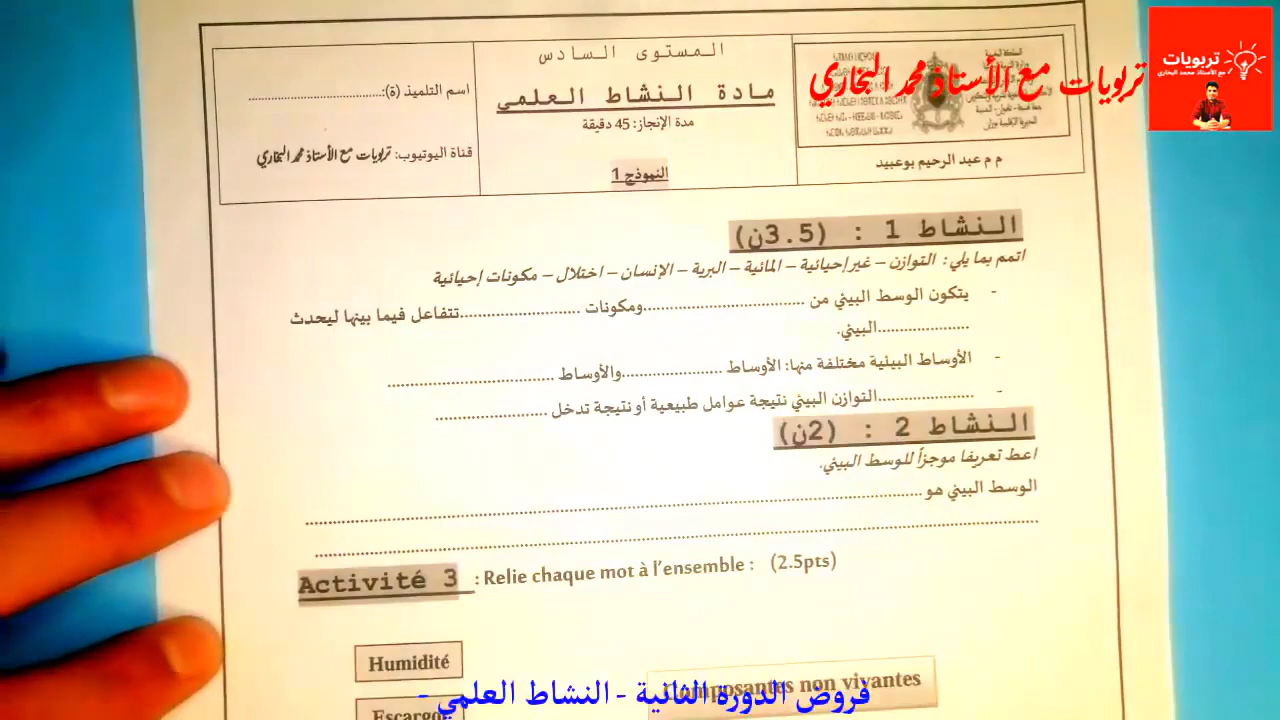 تربويات
مع الأستاذ محمد البخاري
تربويات مع الأستاذ محمد البخاري
م م عبد الرحيم بوعبيد
المستوى السادس
مادة النشاط العلمي
مدة الإنجاز: 45 دقيقة
النموذج 1
اسم التلميذ (ة):........................................
قناة اليوتيوب: تربويات مع الأستاذ محمد البخاري
النشاط 1 : (3.5ن)
اتمم بما يلي: التوازن – غير إحيائية – المائية – البرية – الإنسان – اختلال – مكونات إحيائية
- يتكون الوسط البيئي من ..................................ومكونات ..........................تتفاعل فيما بينها ليحدث
....................البيئي.
- الأوساط البيئية مختلفة منها: الأوساط ......................والأوساط ....................................
- .....................التوازن البيئي نتيجة عوامل طبيعية أو نتيجة تدخل ........................
النشاط 2 : (2ن)
اعط تعريفا موجزاً للوسط البيئي.
الوسط البيئي هو ................................................................................
................................................................................
Activité 3 : Relie chaque mot à l'ensemble : (2.5pts)
Humidité
Composantes non vivantes
Escargot
فروض الدورة الثانية - النشاط العلمي -